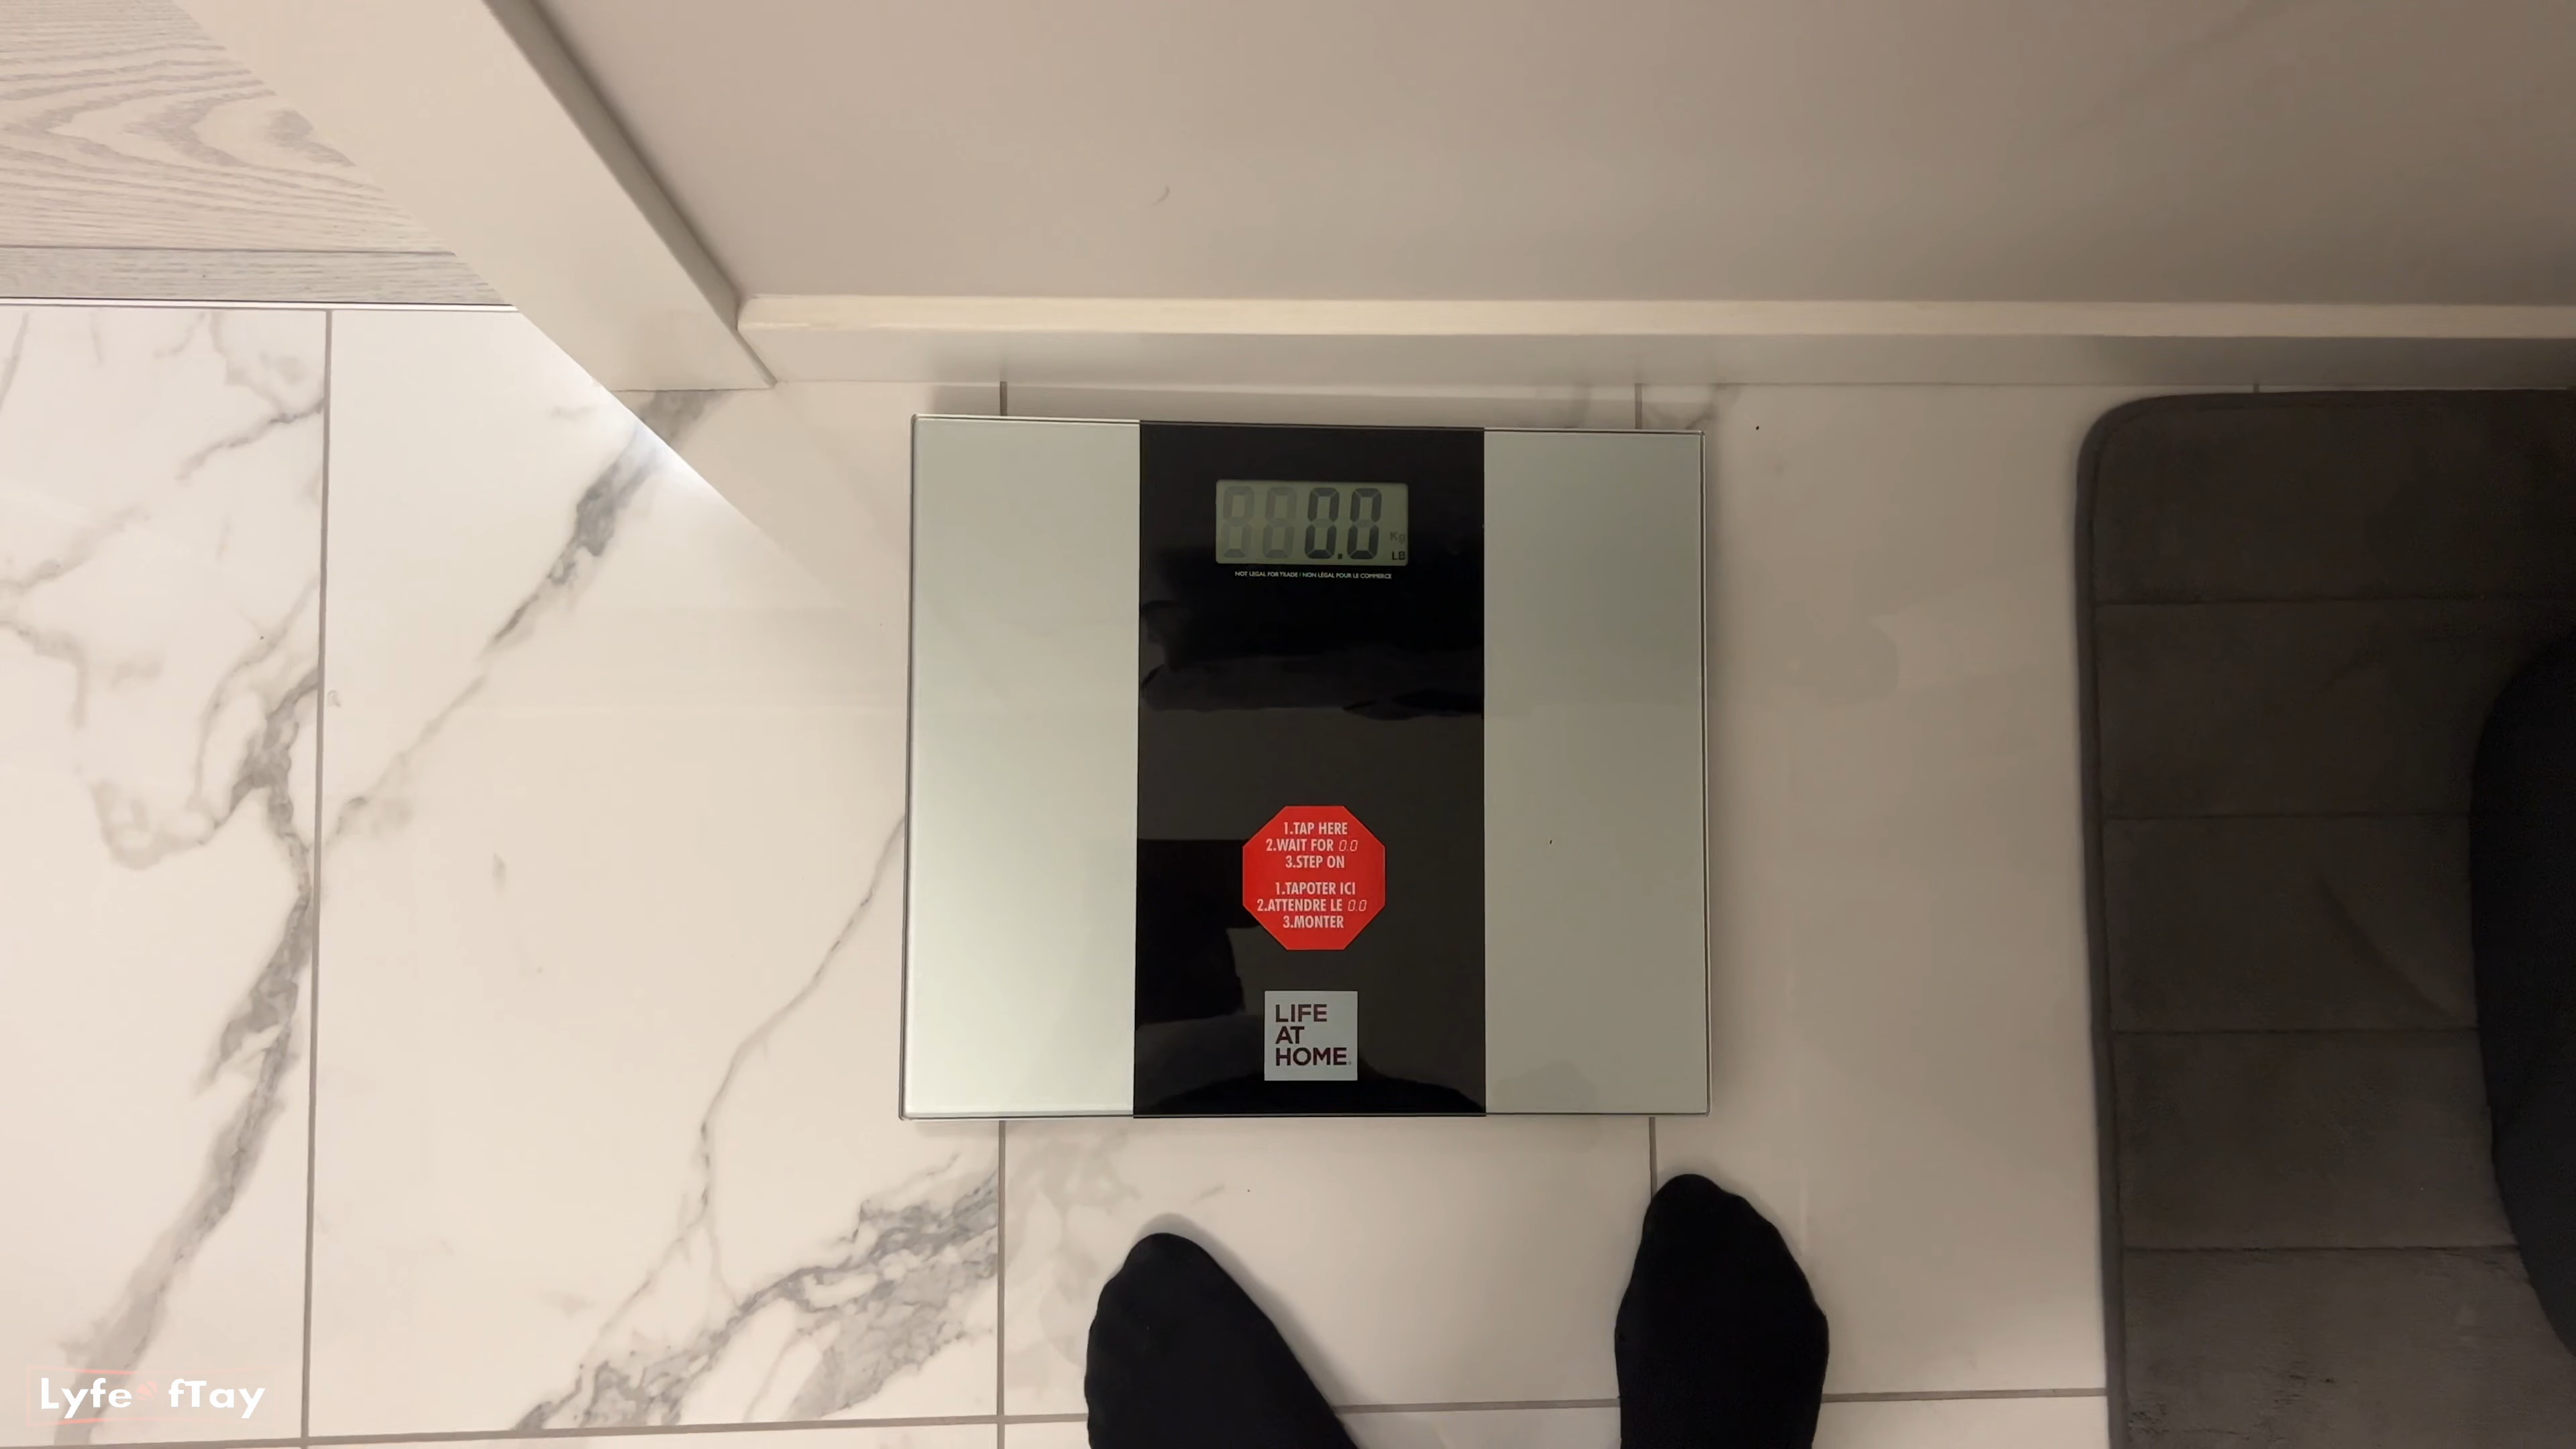 0.0
Kg
LB
NOT LEGAL FOR TRADE / NON LÉGAL POUR LE COMMERCE
1.TAP HERE
2.WAIT FOR 0.0
3.STEP ON
1.TAPOTER ICI
2.ATTENDRE LE 0.0
3.MONTER
LIFE
AT
HOME
Lyfe fTay